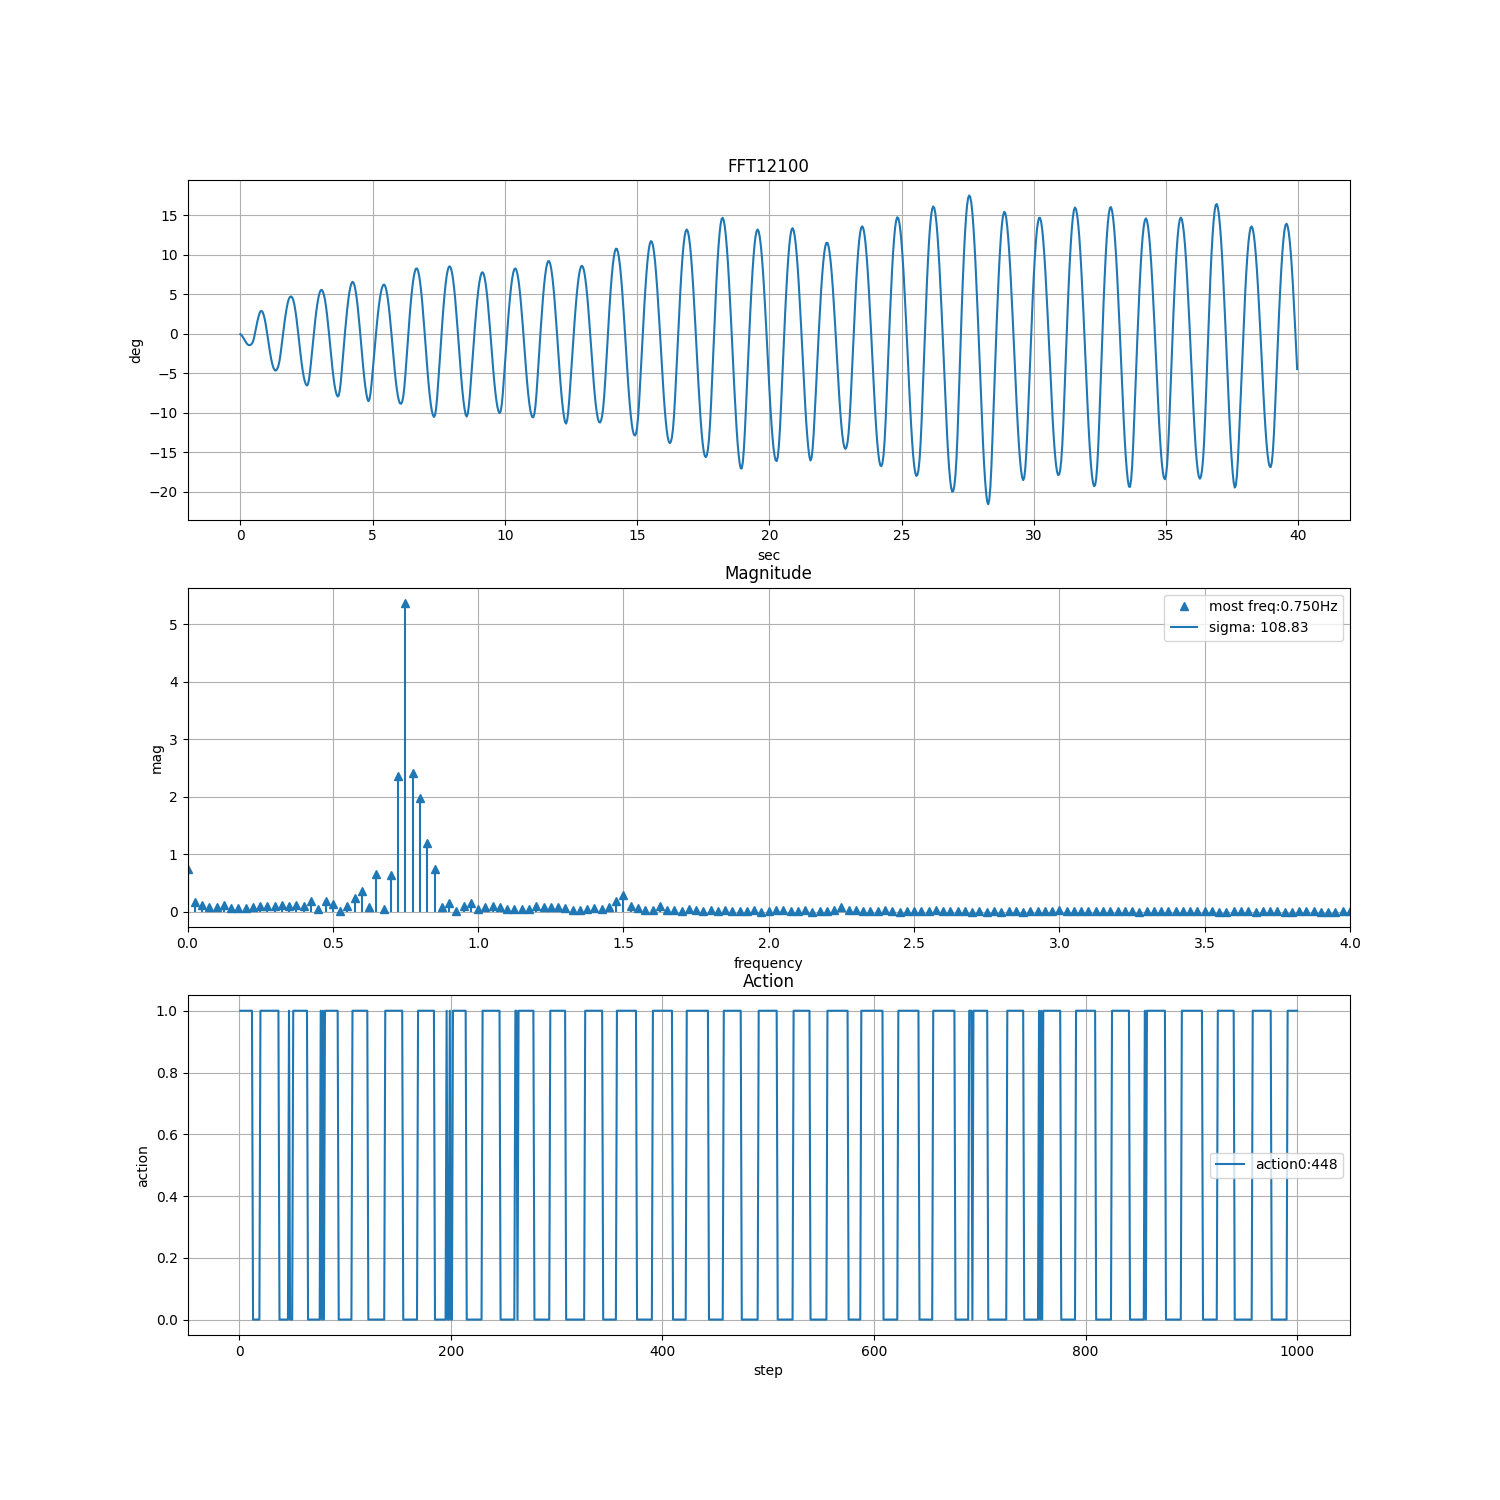 FFT12100
15
10
5
0
−5
−10
−15
−20
deg
0 5 10 15 20 25 30 35 40
sec
Magnitude
most freq:0.750Hz
sigma: 108.83
5
4
3
2
1
0
mag
0.0 0.5 1.0 1.5 2.0 2.5 3.0 3.5 4.0
frequency
Action
1.0
0.8
0.6
0.4
0.2
0.0
action
action0:448
0 200 400 600 800 1000
step